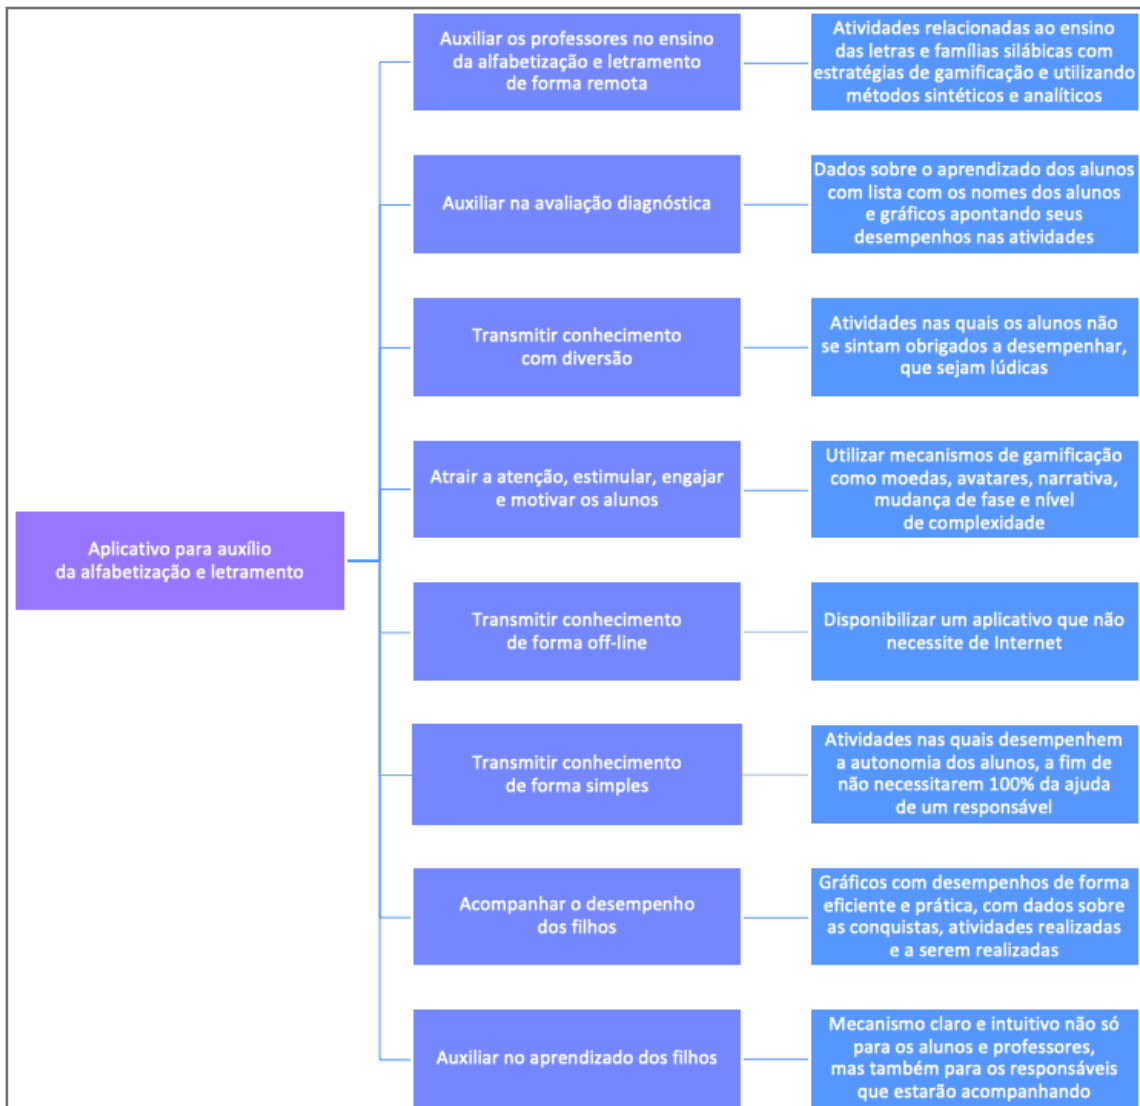 Auxiliar os professores no ensino
da alfabetização e letramento
de forma remota
Atividades relacionadas ao ensino
das letras e famílias silábicas com
estratégias de gamificação e utilizando
métodos sintéticos e analíticos
Auxiliar na avaliação diagnóstica
Dados sobre o aprendizado dos alunos
com lista com os nomes dos alunos
e gráficos apontando seus
desempenhos nas atividades
Transmitir conhecimento
com diversão
Atividades nas quais os alunos não
se sintam obrigados a desempenhar,
que sejam lúdicas
Atrair a atenção, estimular, engajar
e motivar os alunos
Utilizar mecanismos de gamificação
como moedas, avatares, narrativa,
mudança de fase e nível
de complexidade
Aplicativo para auxílio
da alfabetização e letramento
Transmitir conhecimento
de forma off-line
Disponibilizar um aplicativo que não
necessite de Internet
Transmitir conhecimento
de forma simples
Atividades nas quais desempenhem
a autonomia dos alunos, a fim de
não necessitarem 100% da ajuda
de um responsável
Acompanhar o desempenho
dos filhos
Gráficos com desempenhos de forma
eficiente e prática, com dados sobre
as conquistas, atividades realizadas
e a serem realizadas
Auxiliar no aprendizado dos filhos
Mecanismo claro e intuitivo não só
para os alunos e professores,
mas também para os responsáveis
que estarão acompanhando